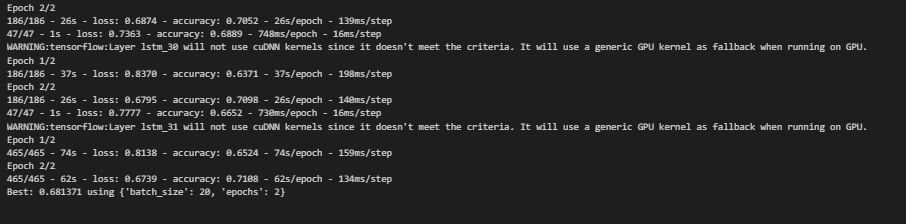 Epoch 2/2
186/186 - 26s - loss: 0.6874 - accuracy: 0.7052 - 26s/epoch - 139ms/step
47/47 - 1s - loss: 0.7363 - accuracy: 0.6889 - 748ms/epoch - 16ms/step
WARNING:tensorflow:Layer lstm_30 will not use cuDNN kernels since it doesn't meet the criteria. It will use a generic GPU kernel as fallback when running on GPU.
Epoch 1/2
186/186 - 37s - loss: 0.8370 - accuracy: 0.6371 - 37s/epoch - 198ms/step
Epoch 2/2
186/186 - 26s - loss: 0.6795 - accuracy: 0.7098 - 26s/epoch - 140ms/step
47/47 - 1s - loss: 0.7777 - accuracy: 0.6652 - 730ms/epoch - 16ms/step
WARNING:tensorflow:Layer lstm_31 will not use cuDNN kernels since it doesn't meet the criteria. It will use a generic GPU kernel as fallback when running on GPU.
Epoch 1/2
465/465 - 74s - loss: 0.8138 - accuracy: 0.6524 - 74s/epoch - 159ms/step
Epoch 2/2
465/465 - 62s - loss: 0.6739 - accuracy: 0.7108 - 62s/epoch - 134ms/step
Best: 0.681371 using {'batch_size': 20, 'epochs': 2}